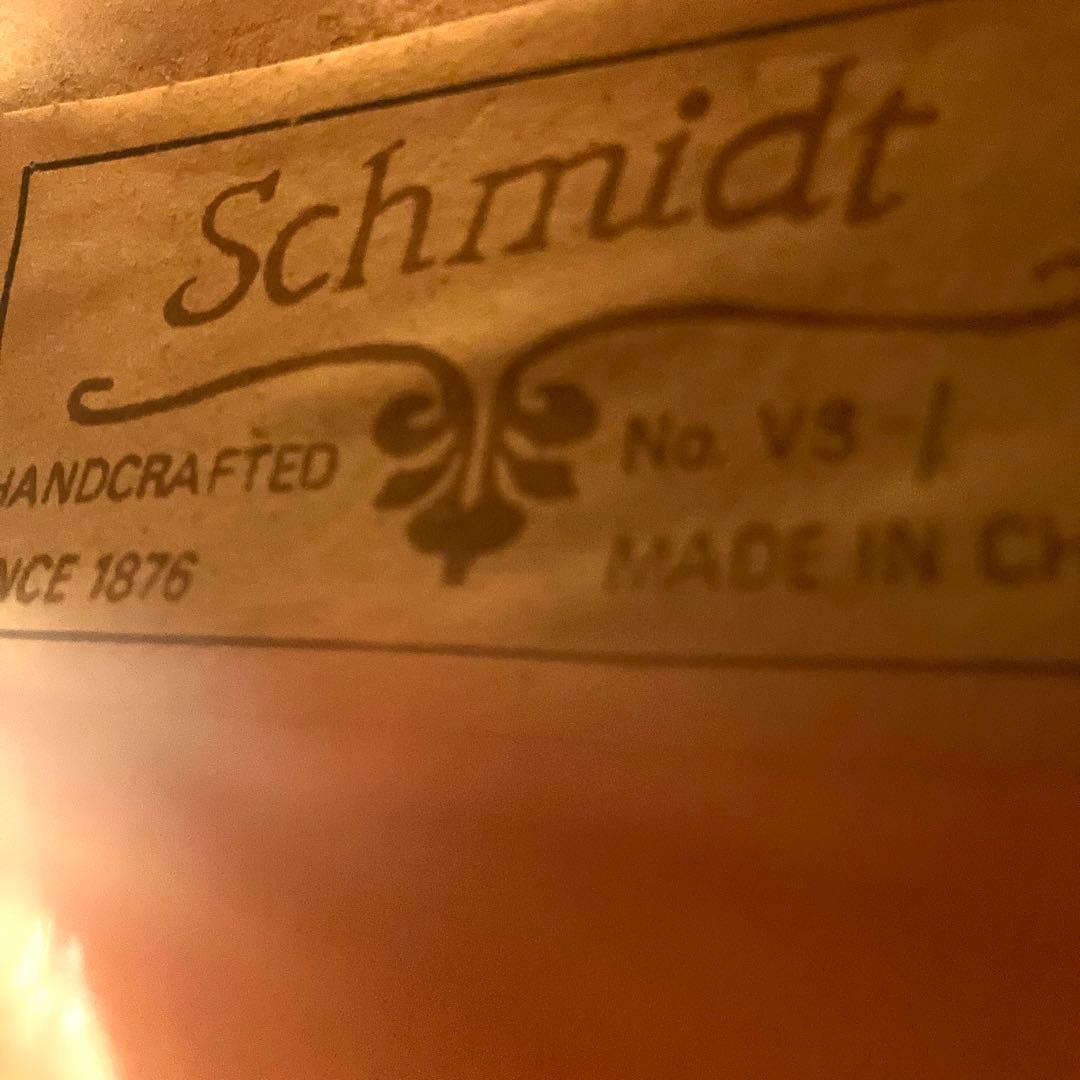 Schmidt
HANDCRAFTED
NCE 1876
No. VS-1
MADE IN CH